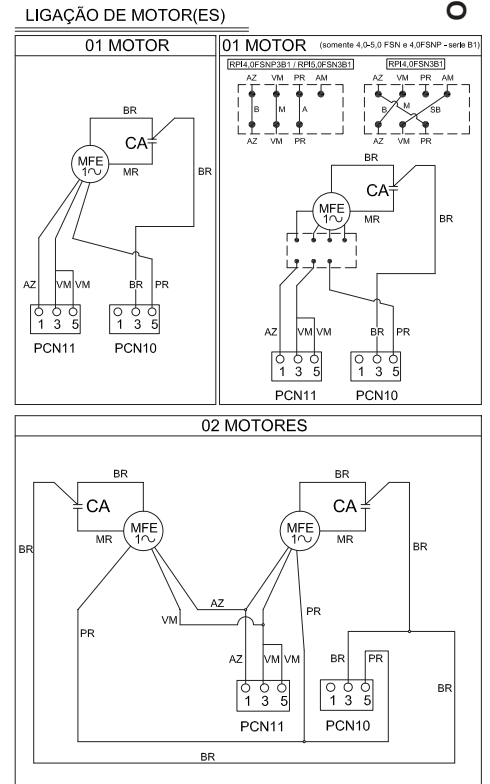 LIGAÇÃO DE MOTOR(ES)
O
01 MOTOR
BR
CA
MFE
1
MR
BR
AZ VM VM BR PR
1 3 5 1 3 5
PCN11 PCN10
01 MOTOR (somente 4,0-5,0 FSN e 4,0FSNP - serie B1)
RPI4,0FSNP3B1 / RPI5,0FSN3B1 RPI4,0FSN3B1
AZ VM PR AM AZ VM PR AM
B M A B M SB
AZ VM PR AZ VM PR
BR
CA
MFE
1
MR
BR
AZ VM VM BR PR
1 3 5 1 3 5
PCN11 PCN10
02 MOTORES
BR BR
CA CA
MFE MFE
1 1
MR MR
BR BR
AZ
VM PR
PR
AZ VM VM BR PR
BR
1 3 5 1 3 5
PCN11 PCN10
BR